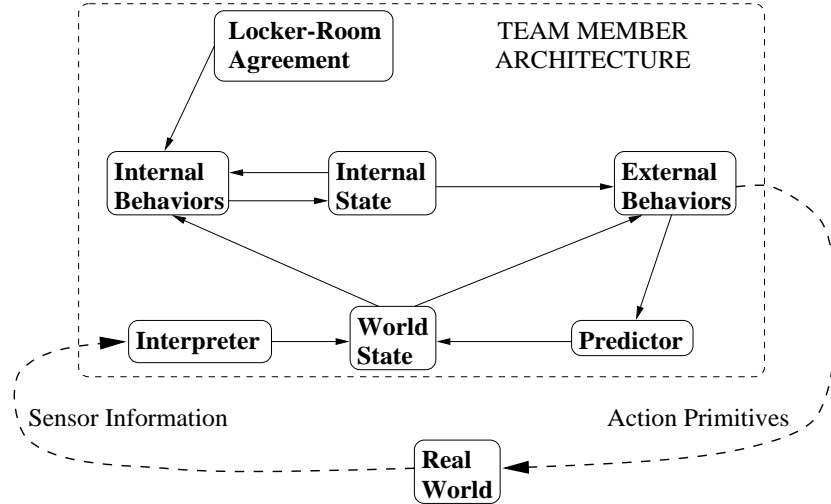 Locker-Room
Agreement
TEAM MEMBER
ARCHITECTURE
Internal
Behaviors
Internal
State
External
Behaviors
Interpreter
World
State
Predictor
Sensor Information
Action Primitives
Real
World